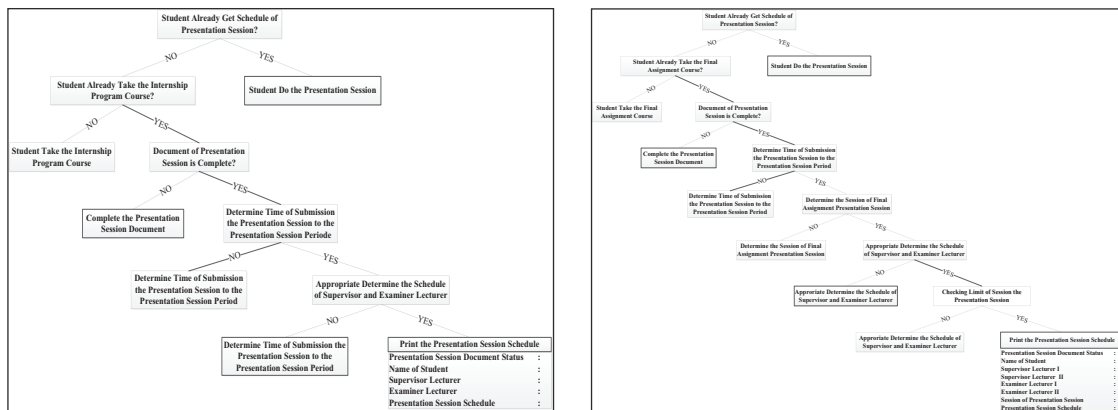 Student Already Get Schedule of
Presentation Session?
NO
YES
Student Already Take the Internship
Program Course?
Student Do the Presentation Session
NO
YES
Student Take the Internship
Program Course
Document of Presentation
Session is Complete?
NO
YES
Complete the Presentation
Session Document
Determine Time of Submission
the Presentation Session to the
Presentation Session Periode
NO
YES
Determine Time of Submission
the Presentation Session to the
Presentation Session Period
Appropriate Determine the Schedule
of Supervisor and Examiner Lecturer
NO
YES
Determine Time of Submission the
Presentation Session to the
Presentation Session Period
Print the Presentation Session Schedule
Presentation Session Document Status :
Name of Student :
Supervisor Lecturer :
Examiner Lecturer :
Presentation Session Schedule :
Student Already Get Schedule of
Presentation Session?
NO
YES
Student Already Take the Final
Assignment Course?
Student Do the Presentation Session
NO
YES
Student Take the Final
Assignment Course
Document of Presentation
Session is Complete?
NO
YES
Complete the Presentation
Session Document
Determine Time of Submission
the Presentation Session to the
Presentation Session Period
NO
YES
Determine Time of Submission
the Presentation Session to the
Presentation Session Period
Determine the Session of Final
Assignment Presentation Session
NO
YES
Determine the Session of Final
Assignment Presentation Session
Appropriate Determine the Schedule
of Supervisor and Examiner Lecturer
NO
YES
Appropriate Determine the Schedule
of Supervisor and Examiner Lecturer
Checking Limit of Session the
Presentation Session
NO
YES
Appropriate Determine the Schedule
of Supervisor and Examiner Lecturer
Print the Presentation Session Schedule
Presentation Session Document Status :
Name of Student :
Supervisor Lecturer I :
Supervisor Lecturer II :
Examiner Lecturer I :
Examiner Lecturer II :
Session of Presentation Session :
Presentation Session Schedule :